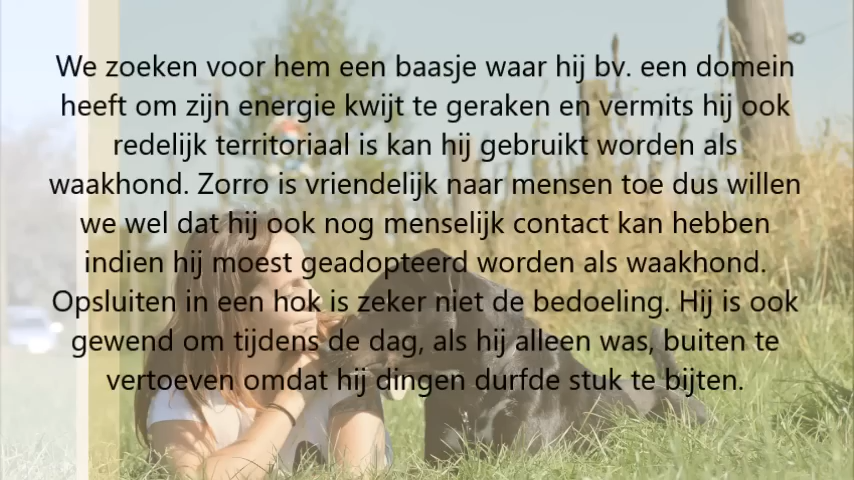 We zoeken voor hem een baasje waar hij bv. een domein
heeft om zijn energie kwijt te geraken en vermits hij ook
redelijk territoriaal is kan hij gebruikt worden als
waakhond. Zorro is vriendelijk naar mensen toe dus willen
we wel dat hij ook nog menselijk contact kan hebben
indien hij moest geadopteerd worden als waakhond.
Opsluiten in een hok is zeker niet de bedoeling. Hij is ook
gewend om tijdens de dag, als hij alleen was, buiten te
vertoeven omdat hij dingen durfde stuk te bijten.